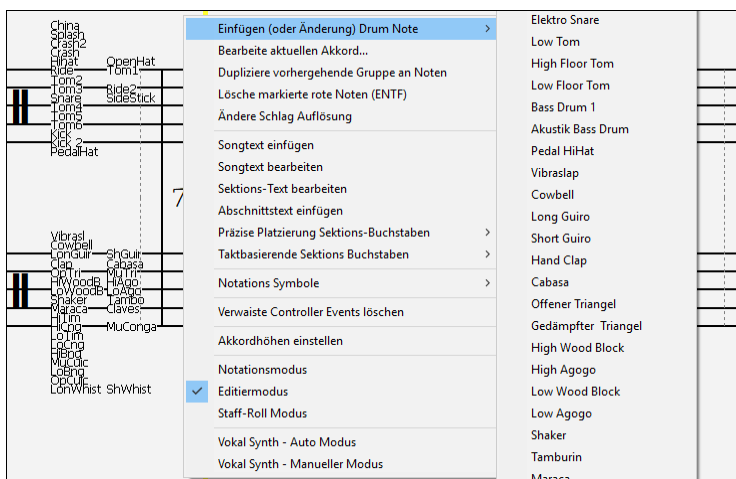 China
Splash
Crash2
Crash
Hihat OpenHat
Ride Tom1
Tom2
Tom3 Ride2
Snare SideStick
Tom4
Tom5
Tom6
Kick
Kick 2
PedalHat
7
Vibrasl
Cowbell
LonGuir ShGuir
Clap Cabasa
OpTri MuTri
HiWoodB HiAgo
LoWoodB LoAgo
Shaker Tambo
Maraca Claves
HiTim
HiCng MuConga
LoTim
LoCng
HiBng
MuCuic
LoBng
OpCuic
LonWhist ShWhist
Einfügen (oder Änderung) Drum Note
Bearbeite aktuellen Akkord...
Dupliziere vorhergehende Gruppe an Noten
Lösche markierte rote Noten (ENTF)
Ändere Schlag Auflösung
Songtext einfügen
Songtext bearbeiten
Sektions-Text bearbeiten
Abschnittstext einfügen
Präzise Platzierung Sektions-Buchstaben
Taktbasierende Sektions Buchstaben
Notations Symbole
Verwaiste Controller Events löschen
Akkordhöhen einstellen
Notationsmodus
Editiermodus
Staff-Roll Modus
Vokal Synth - Auto Modus
Vokal Synth - Manueller Modus
Elektro Snare
Low Tom
High Floor Tom
Low Floor Tom
Bass Drum 1
Akustik Bass Drum
Pedal HiHat
Vibraslap
Cowbell
Long Guiro
Short Guiro
Hand Clap
Cabasa
Offener Triangel
Gedämpfter Triangel
High Wood Block
High Agogo
Low Wood Block
Low Agogo
Shaker
Tamburin
Maraca